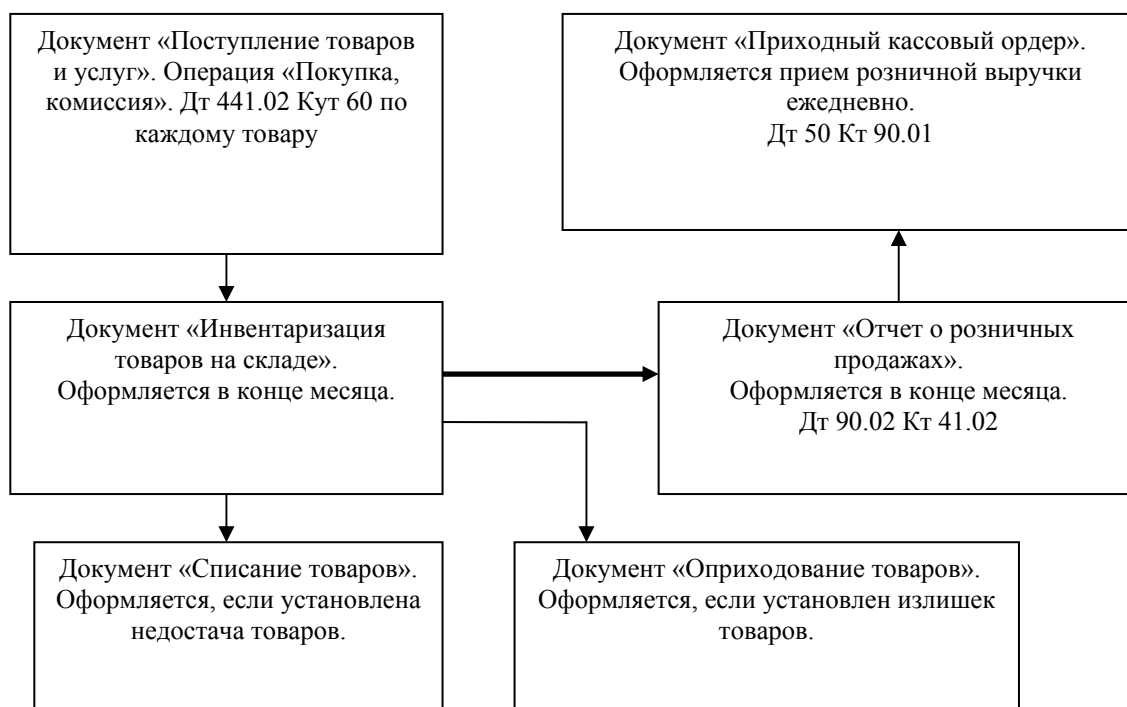 Документ «Поступление товаров
и услуг». Операция «Покупка,
комиссия». Дт 441.02 Кут 60 по
каждому товару
Документ «Приходный кассовый ордер».
Оформляется прием розничной выручки
ежедневно.
Дт 50 Кт 90.01
Документ «Инвентаризация
товаров на складе».
Оформляется в конце месяца.
Документ «Отчет о розничных
продажах».
Оформляется в конце месяца.
Дт 90.02 Кт 41.02
Документ «Списание товаров».
Оформляется, если установлена
недостача товаров.
Документ «Оприходование товаров».
Оформляется, если установлен излишек
товаров.